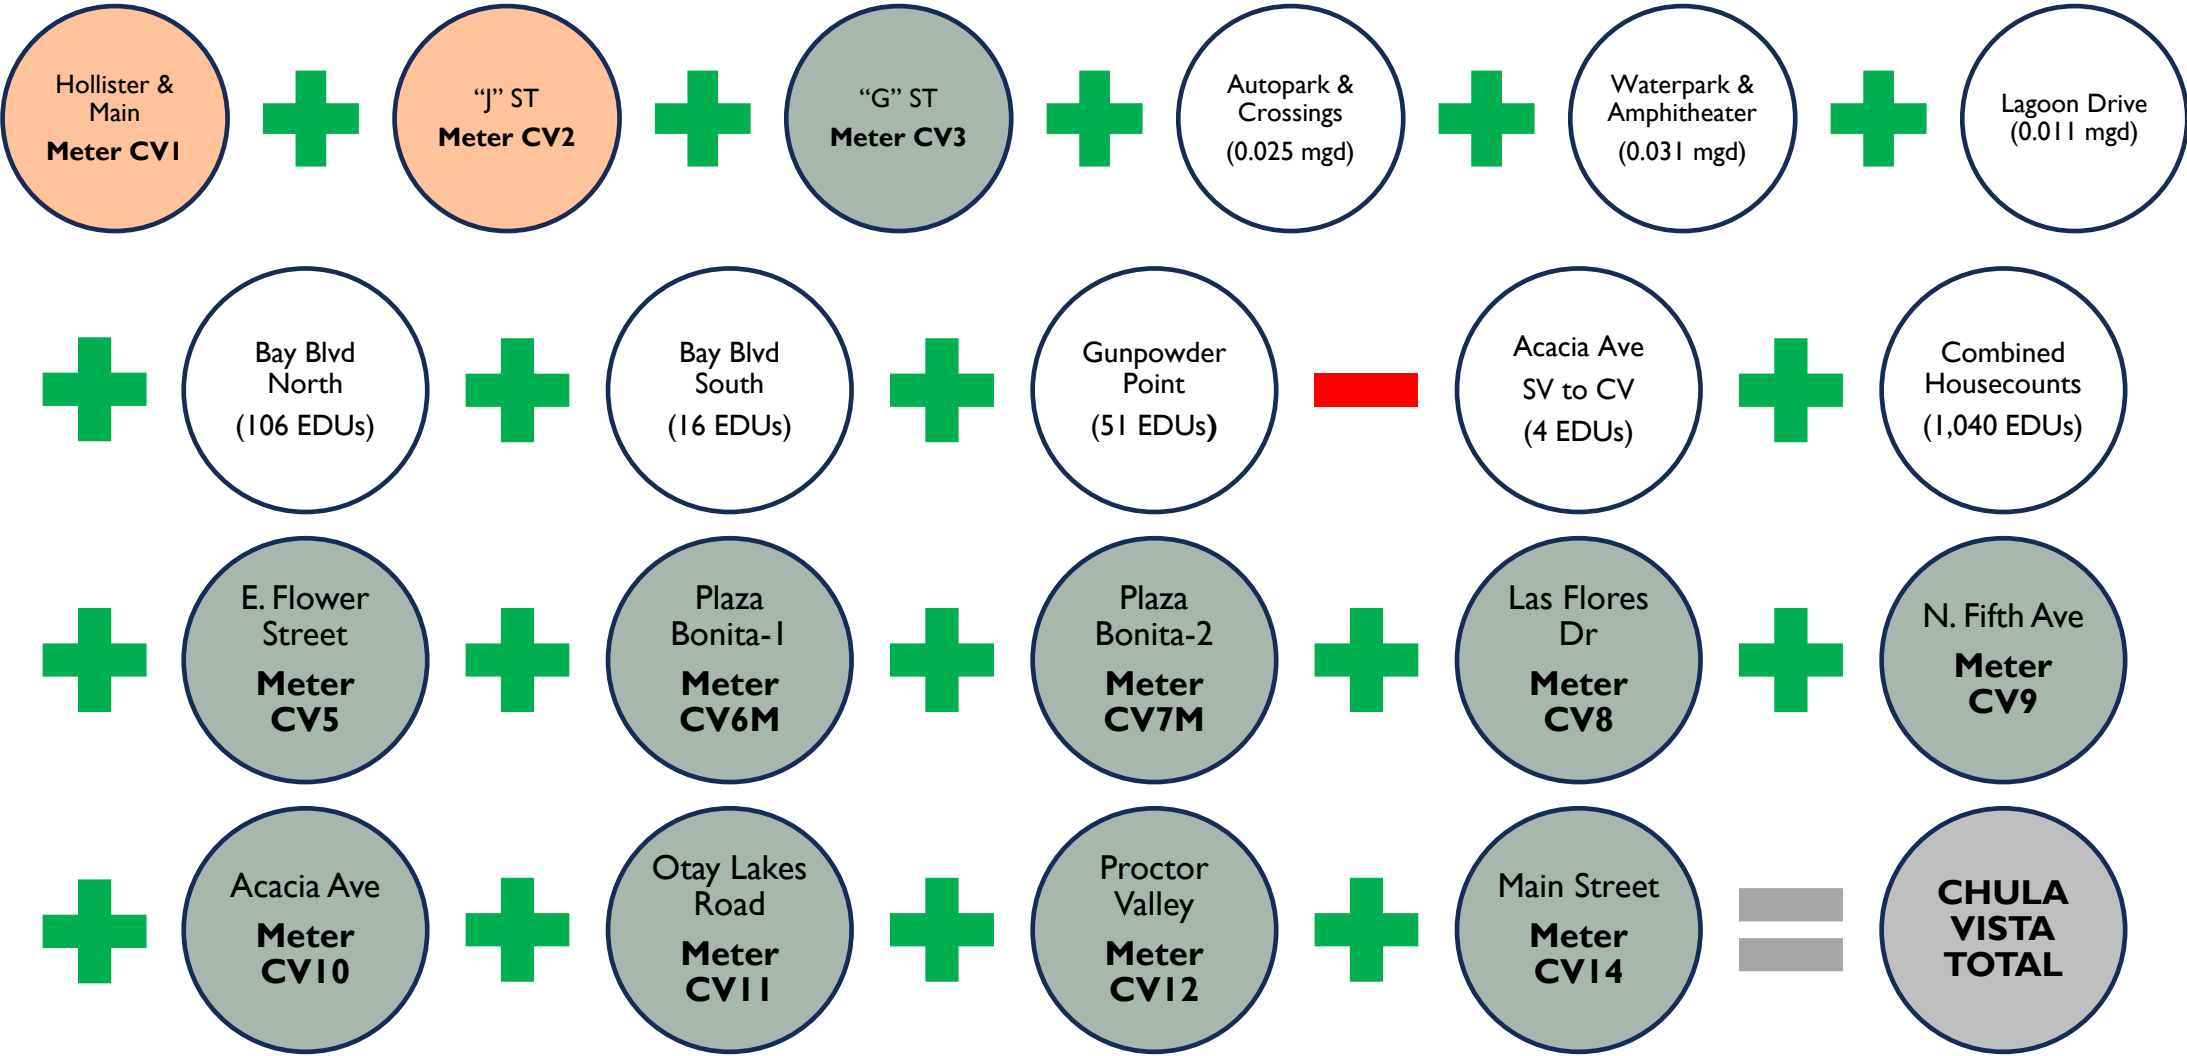 Hollister &
Main
Meter CV1
“J” ST
Meter CV2
“G” ST
Meter CV3
Autopark &
Crossings
(0.025 mgd)
Waterpark &
Amphitheater
(0.031 mgd)
Lagoon Drive
(0.011 mgd)
Bay Blvd
North
(106 EDUs)
Bay Blvd
South
(16 EDUs)
Gunpowder
Point
(51 EDUs)
Acacia Ave
SV to CV
(4 EDUs)
Combined
Housecounts
(1,040 EDUs)
E. Flower
Street
Meter
CV5
Plaza
Bonita-1
Meter
CV6M
Plaza
Bonita-2
Meter
CV7M
Las Flores
Dr
Meter
CV8
N. Fifth Ave
Meter
CV9
Acacia Ave
Meter
CV10
Otay Lakes
Road
Meter
CV11
Proctor
Valley
Meter
CV12
Main Street
Meter
CV14
CHULA
VISTA
TOTAL